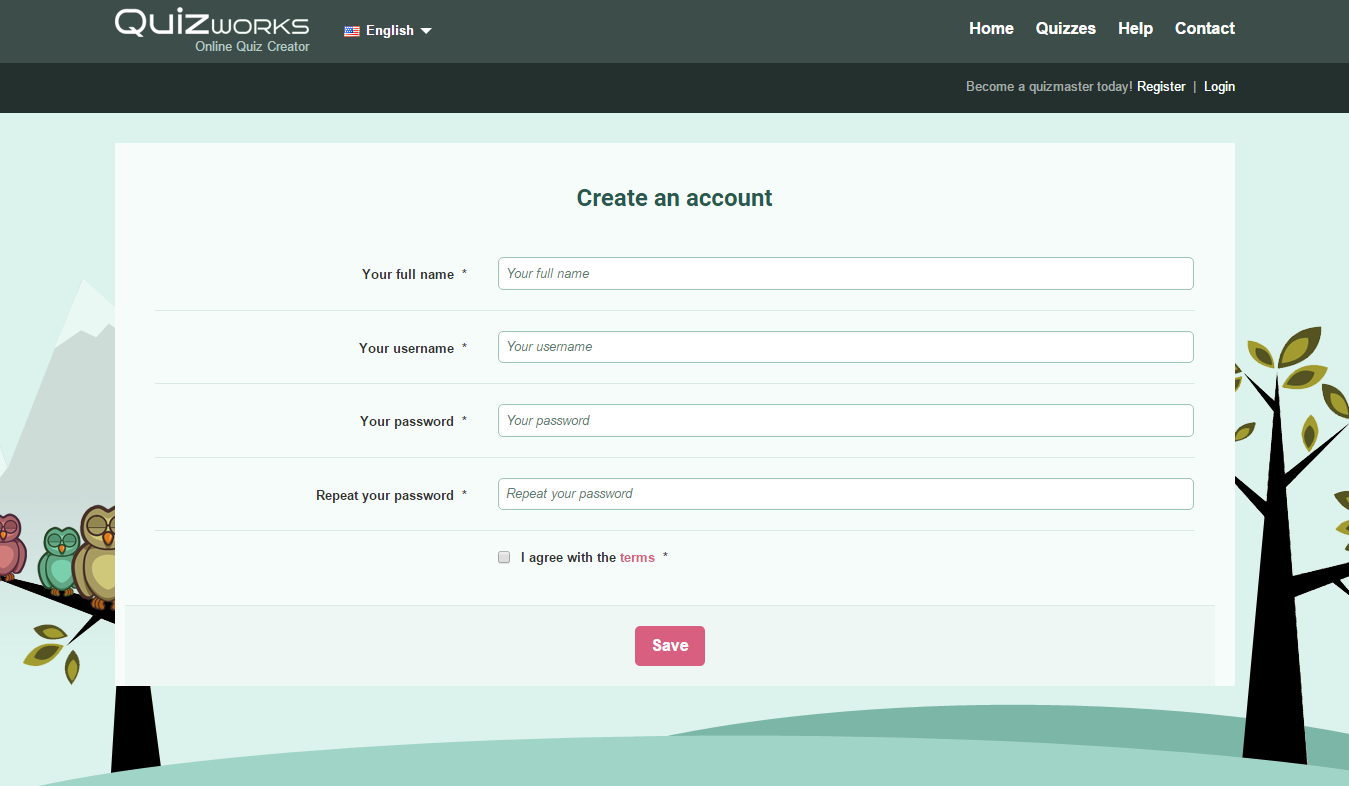 QUIZWORKS
Online Quiz Creator
English
Home Quizzes Help Contact
Become a quizmaster today! Register | Login
Create an account
Your full name * Your full name
Your username * Your username
Your password * Your password
Repeat your password * Repeat your password
I agree with the terms *
Save